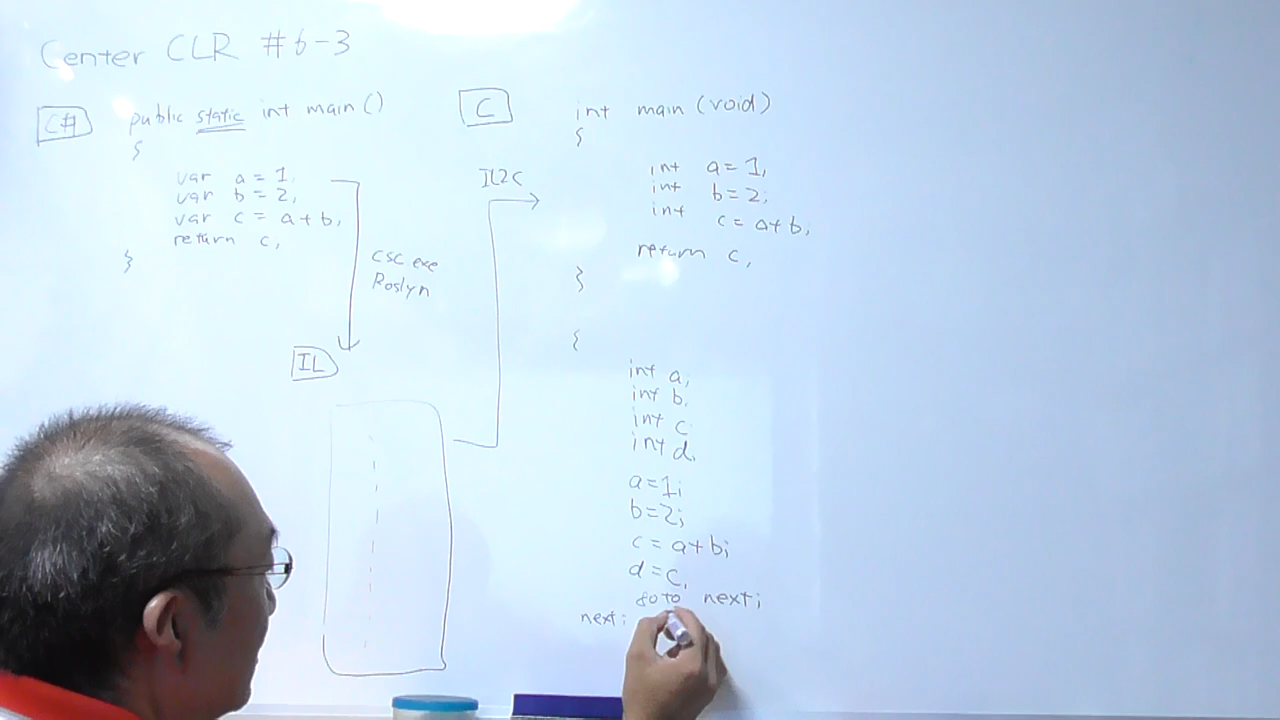 Center CLR #6-3
C#
public static int main()
{
var a = 1,
var b = 2,
var c = a + b,
return c,
}
csc exe
Roslyn
IL
IL2C
C
int main (void)
{
int a = 1,
int b = 2;
int c = a + b,
return c,
}
{
int a,
int b,
int c
int d,
a = 1;
b = 2;
c = a + b;
d = c,
goto next;
next: